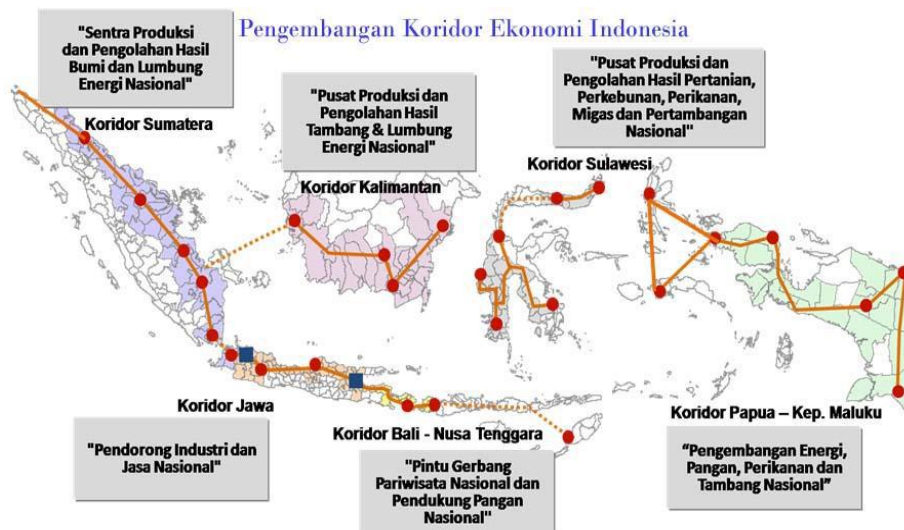 Pengembangan Koridor Ekonomi Indonesia
"Sentra Produksi
dan Pengolahan Hasil
Bumi dan Lumbung
Energi Nasional"
Koridor Sumatera
"Pusat Produksi dan
Pengolahan Hasil
Tambang & Lumbung
Energi Nasional"
Koridor Kalimantan
"Pusat Produksi dan
Pengolahan Hasil Pertanian,
Perkebunan, Perikanan,
Migas dan Pertambangan
Nasional"
Koridor Sulawesi
Koridor Jawa
"Pendorong Industri dan
Jasa Nasional"
Koridor Bali - Nusa Tenggara
"Pintu Gerbang
Pariwisata Nasional dan
Pendukung Pangan
Nasional"
Koridor Papua – Kep. Maluku
“Pengembangan Energi,
Pangan, Perikanan dan
Tambang Nasional”